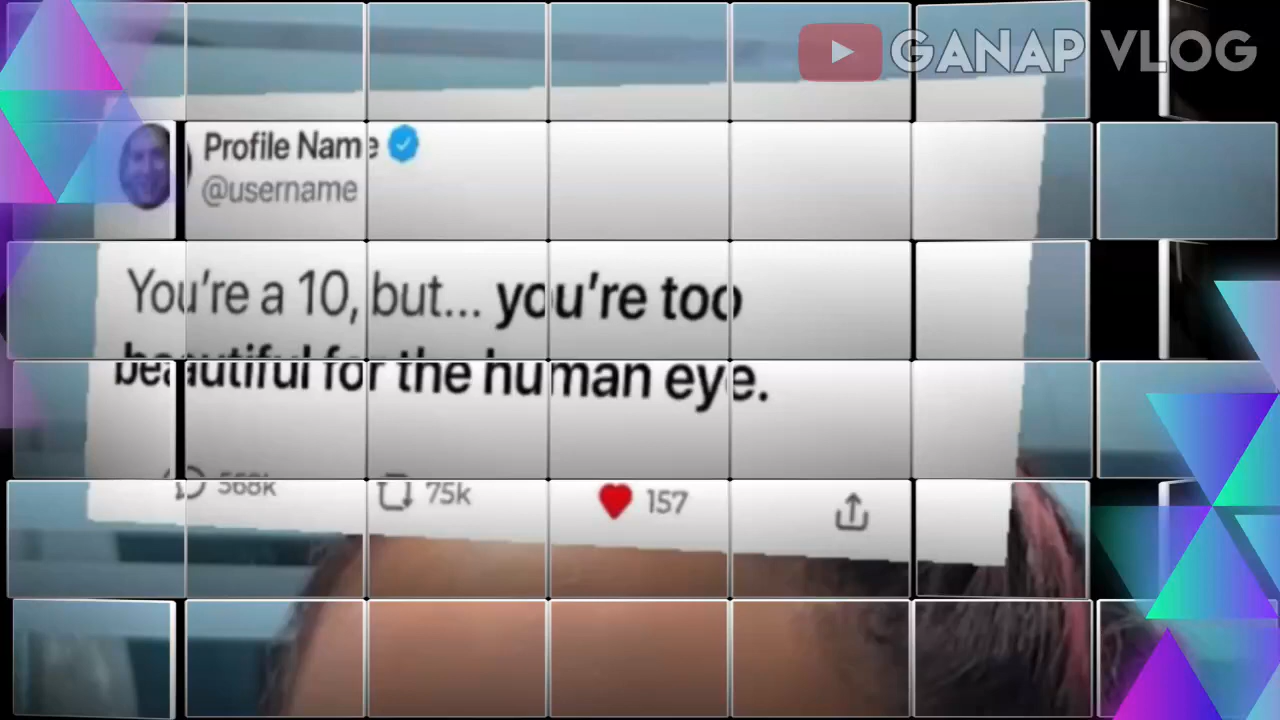 GANAP VLOG
Profile Name
@username
You're a 10, but... you're too
beautiful for the human eye.
568k 75k 157